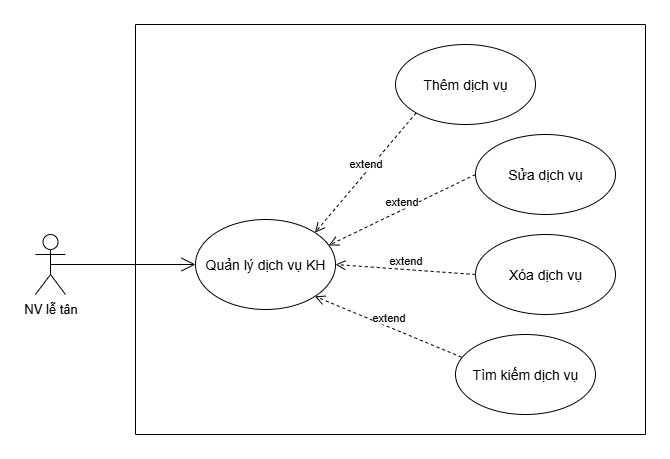 Thêm dịch vụ
extend
Sửa dịch vụ
extend
Quản lý dịch vụ KH
extend
Xóa dịch vụ
NV lễ tân
extend
Tìm kiếm dịch vụ